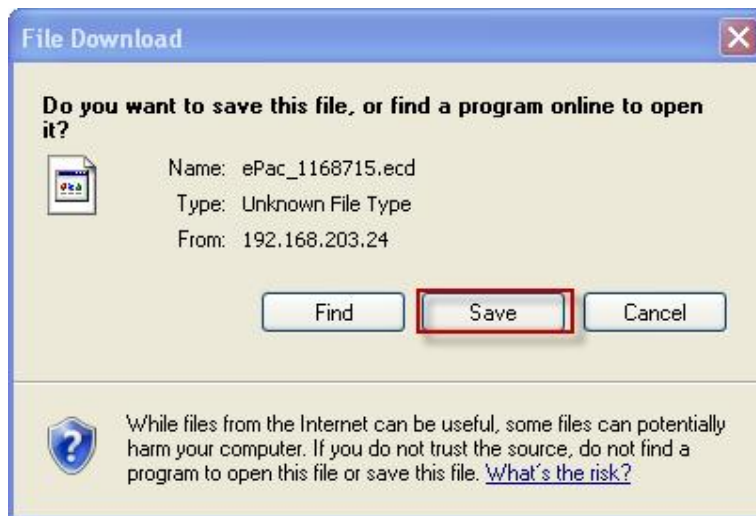 File Download
Do you want to save this file, or find a program online to open
it?
Name: ePac_1168715.ecd
Type: Unknown File Type
From: 192.168.203.24
Find Save Cancel
While files from the Internet can be useful, some files can potentially
harm your computer. If you do not trust the source, do not find a
program to open this file or save this file. What's the risk?